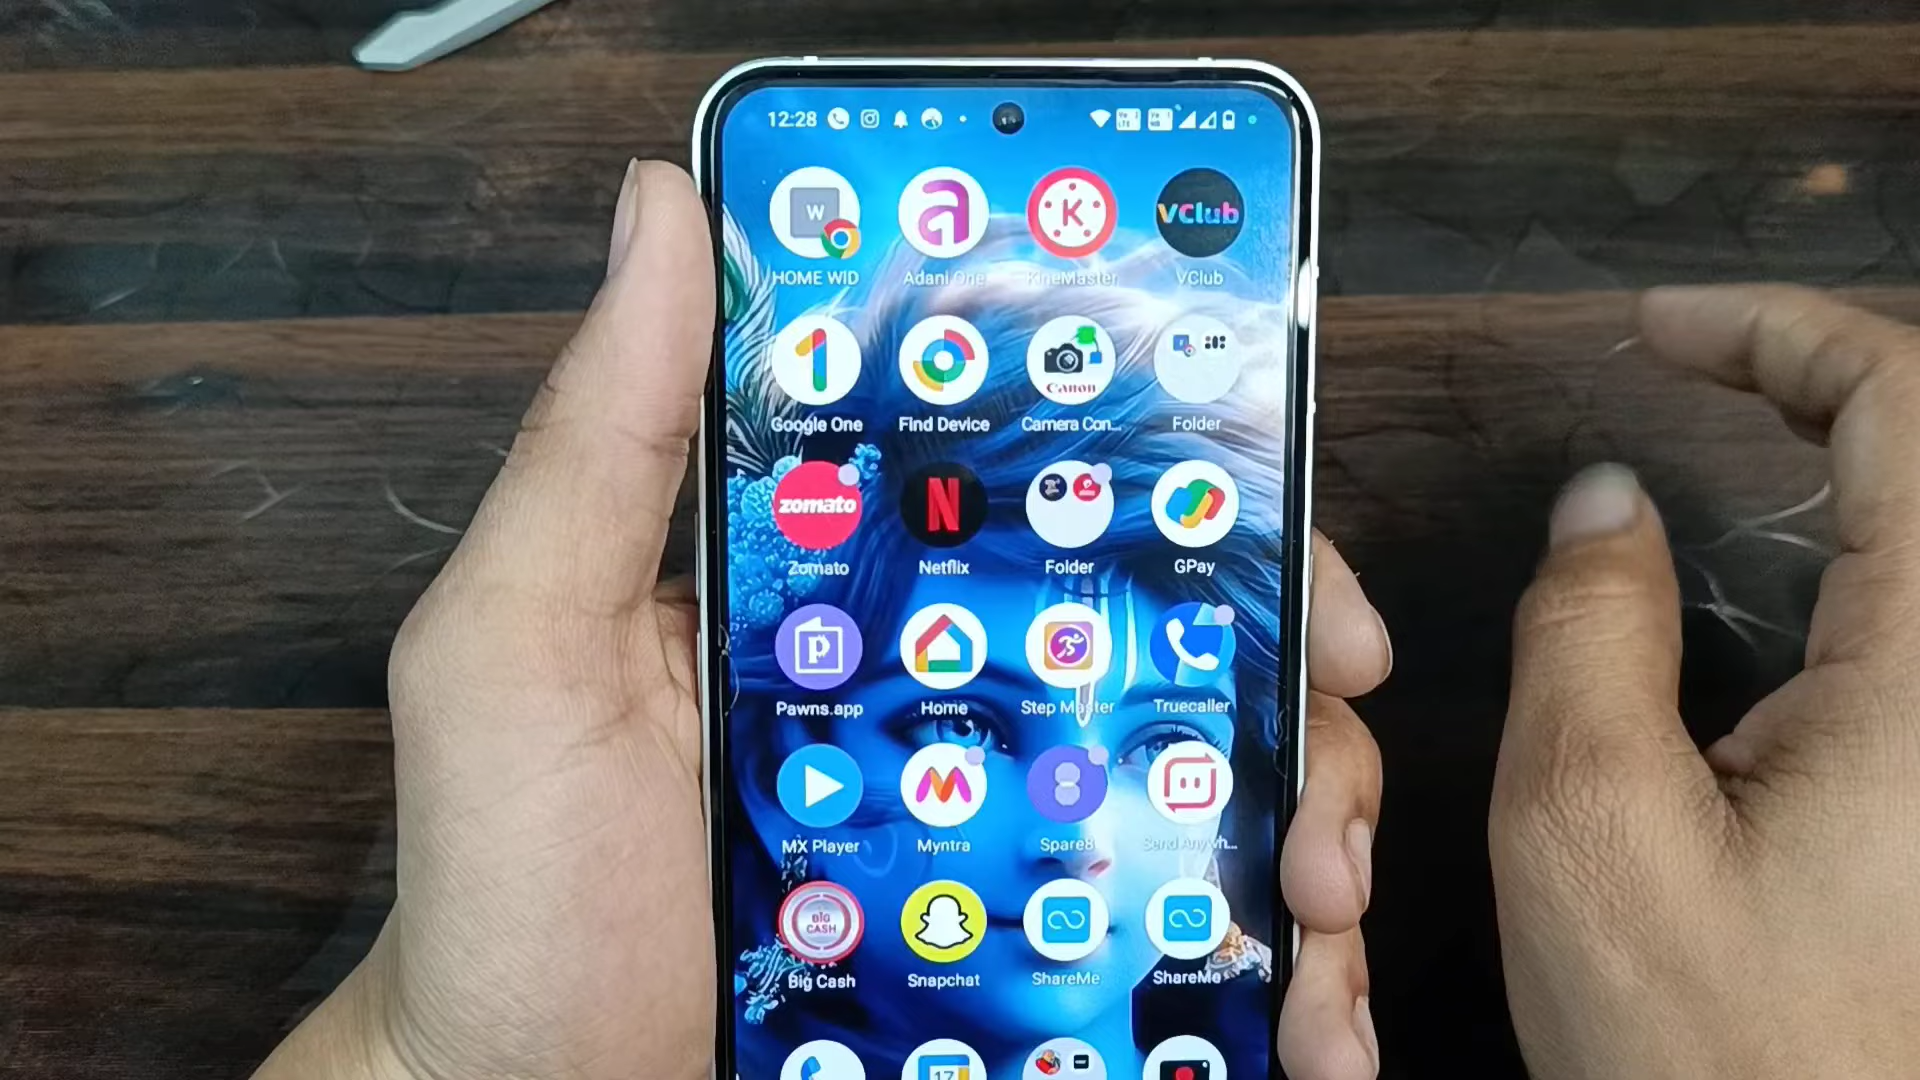 12:28
W
K
VClub
HOME WID
Adani One
KineMaster
VClub
Canon
Google One
Find Device
Camera Con...
Folder
zomato
N
Zomato
Netflix
Folder
GPay
p
Pawns.app
Home
Step Master
Truecaller
MX Player
Myntra
Spare8
Send Anywh...
BIG
CASH
Big Cash
Snapchat
ShareMe
ShareMe
17